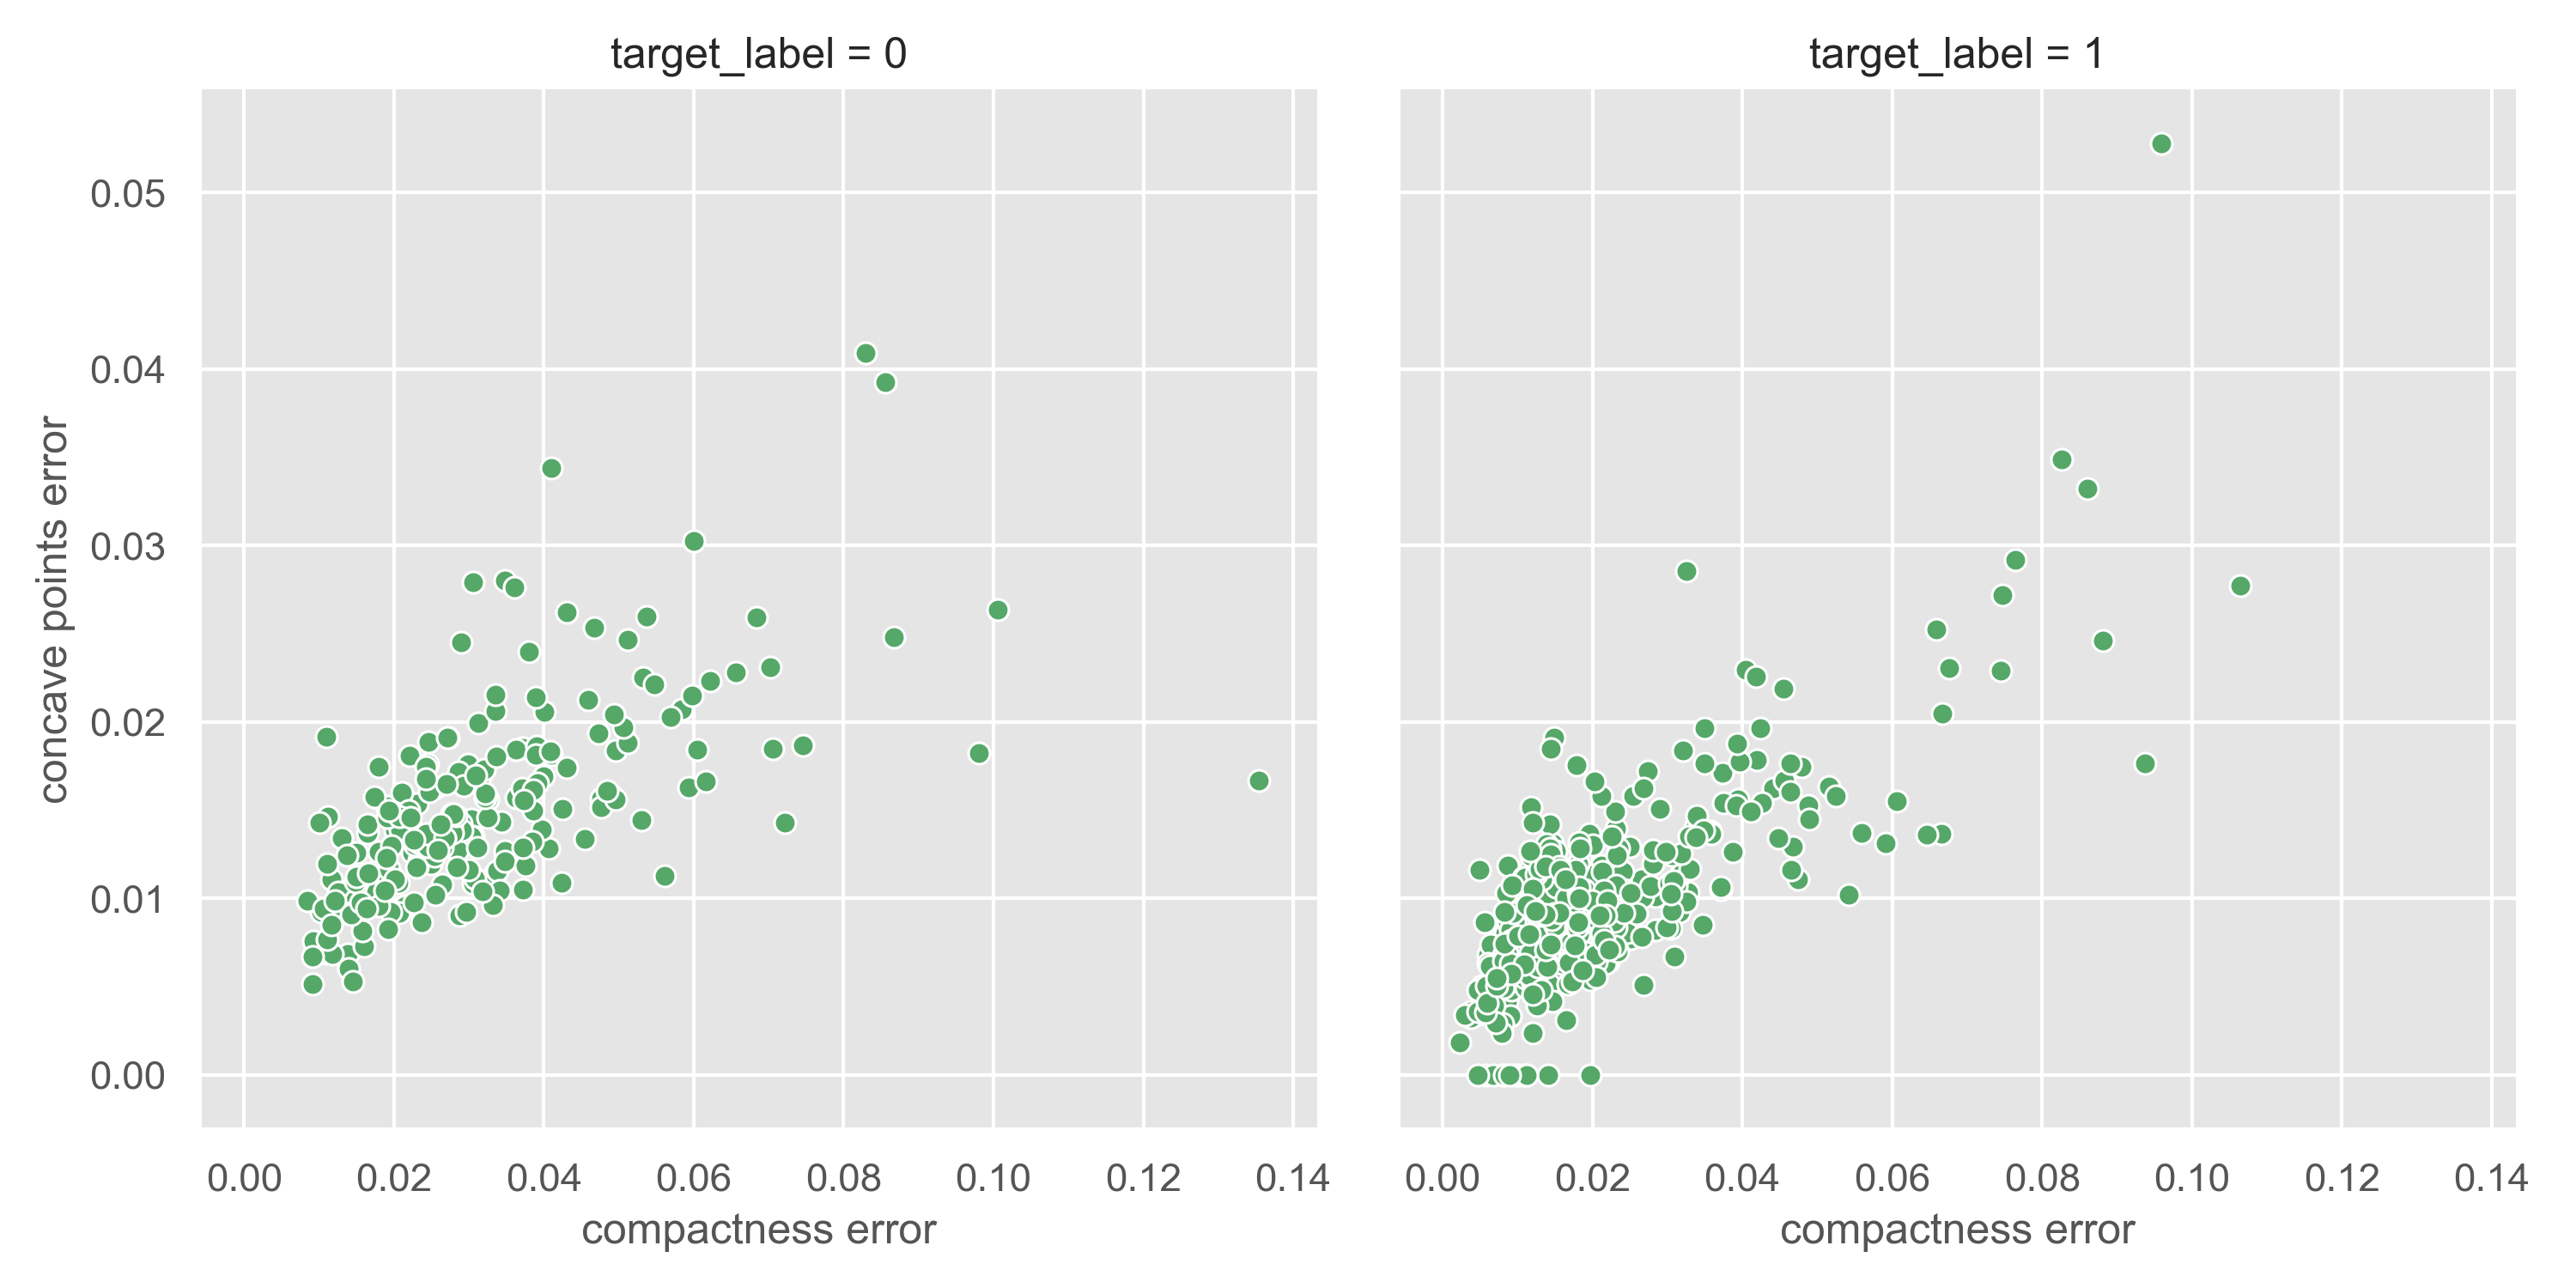 target_label = 0
target_label = 1
concave points error
0.05
0.04
0.03
0.02
0.01
0.00
0.00 0.02 0.04 0.06 0.08 0.10 0.12 0.14
0.00 0.02 0.04 0.06 0.08 0.10 0.12 0.14
compactness error
compactness error